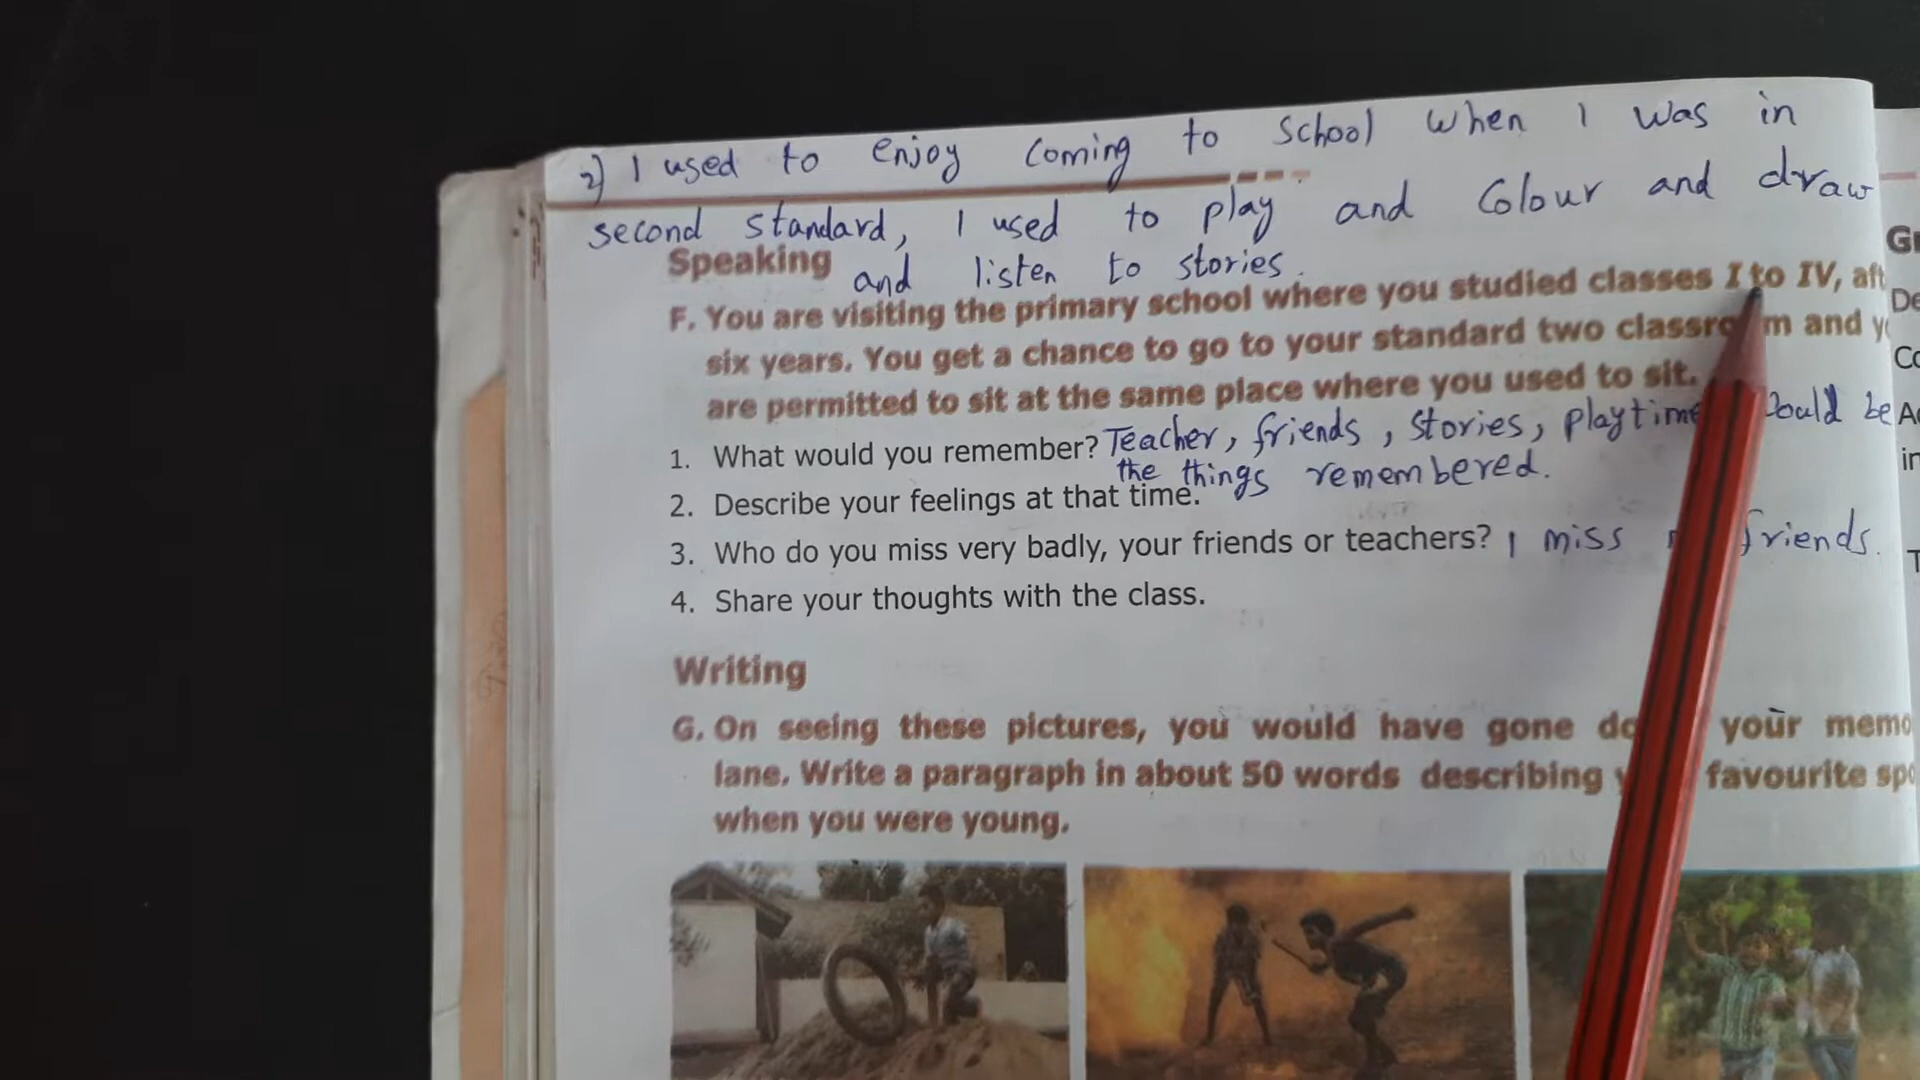 2) I used to enjoy coming to school when I was in
second standard, I used to play and colour and draw
and listen to stories.
Speaking
F. You are visiting the primary school where you studied classes I to IV,
six years. You get a chance to go to your standard two and
are permitted to sit at the same place where you used to sit.
1. What would you remember? Teacher, friends, stories, playtime would be
the things remembered.
2. Describe your feelings at that time.
3. Who do you miss very badly, your friends or teachers? I miss friends.
4. Share your thoughts with the class.
Writing
G. On seeing these pictures, you would have gone your
lane. Write a paragraph in about 50 words describing favourite
when you were young.